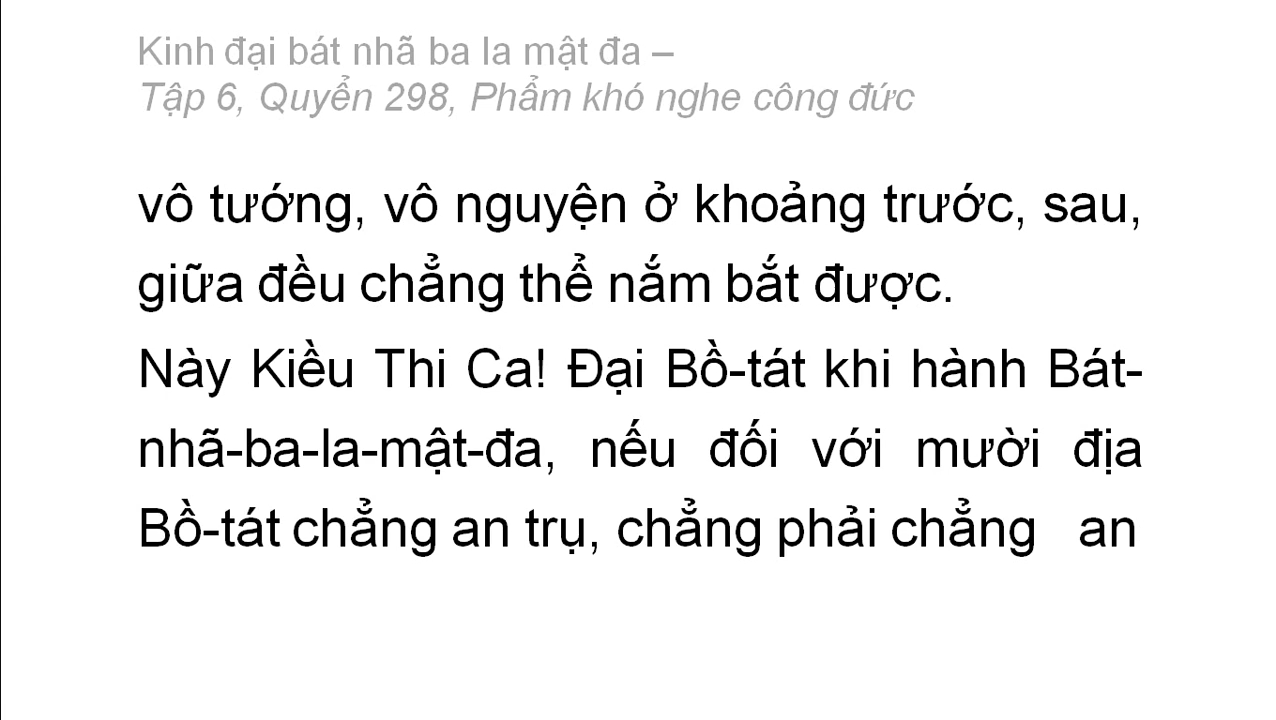 Kinh đại bát nhã ba la mật đa –
Tập 6, Quyển 298, Phẩm khó nghe công đức
vô tướng, vô nguyện ở khoảng trước, sau,
giữa đều chẳng thể nắm bắt được.
Này Kiều Thi Ca! Đại Bồ-tát khi hành Bát-
nhã-ba-la-mật-đa, nếu đối với mười địa
Bồ-tát chẳng an trụ, chẳng phải chẳng an